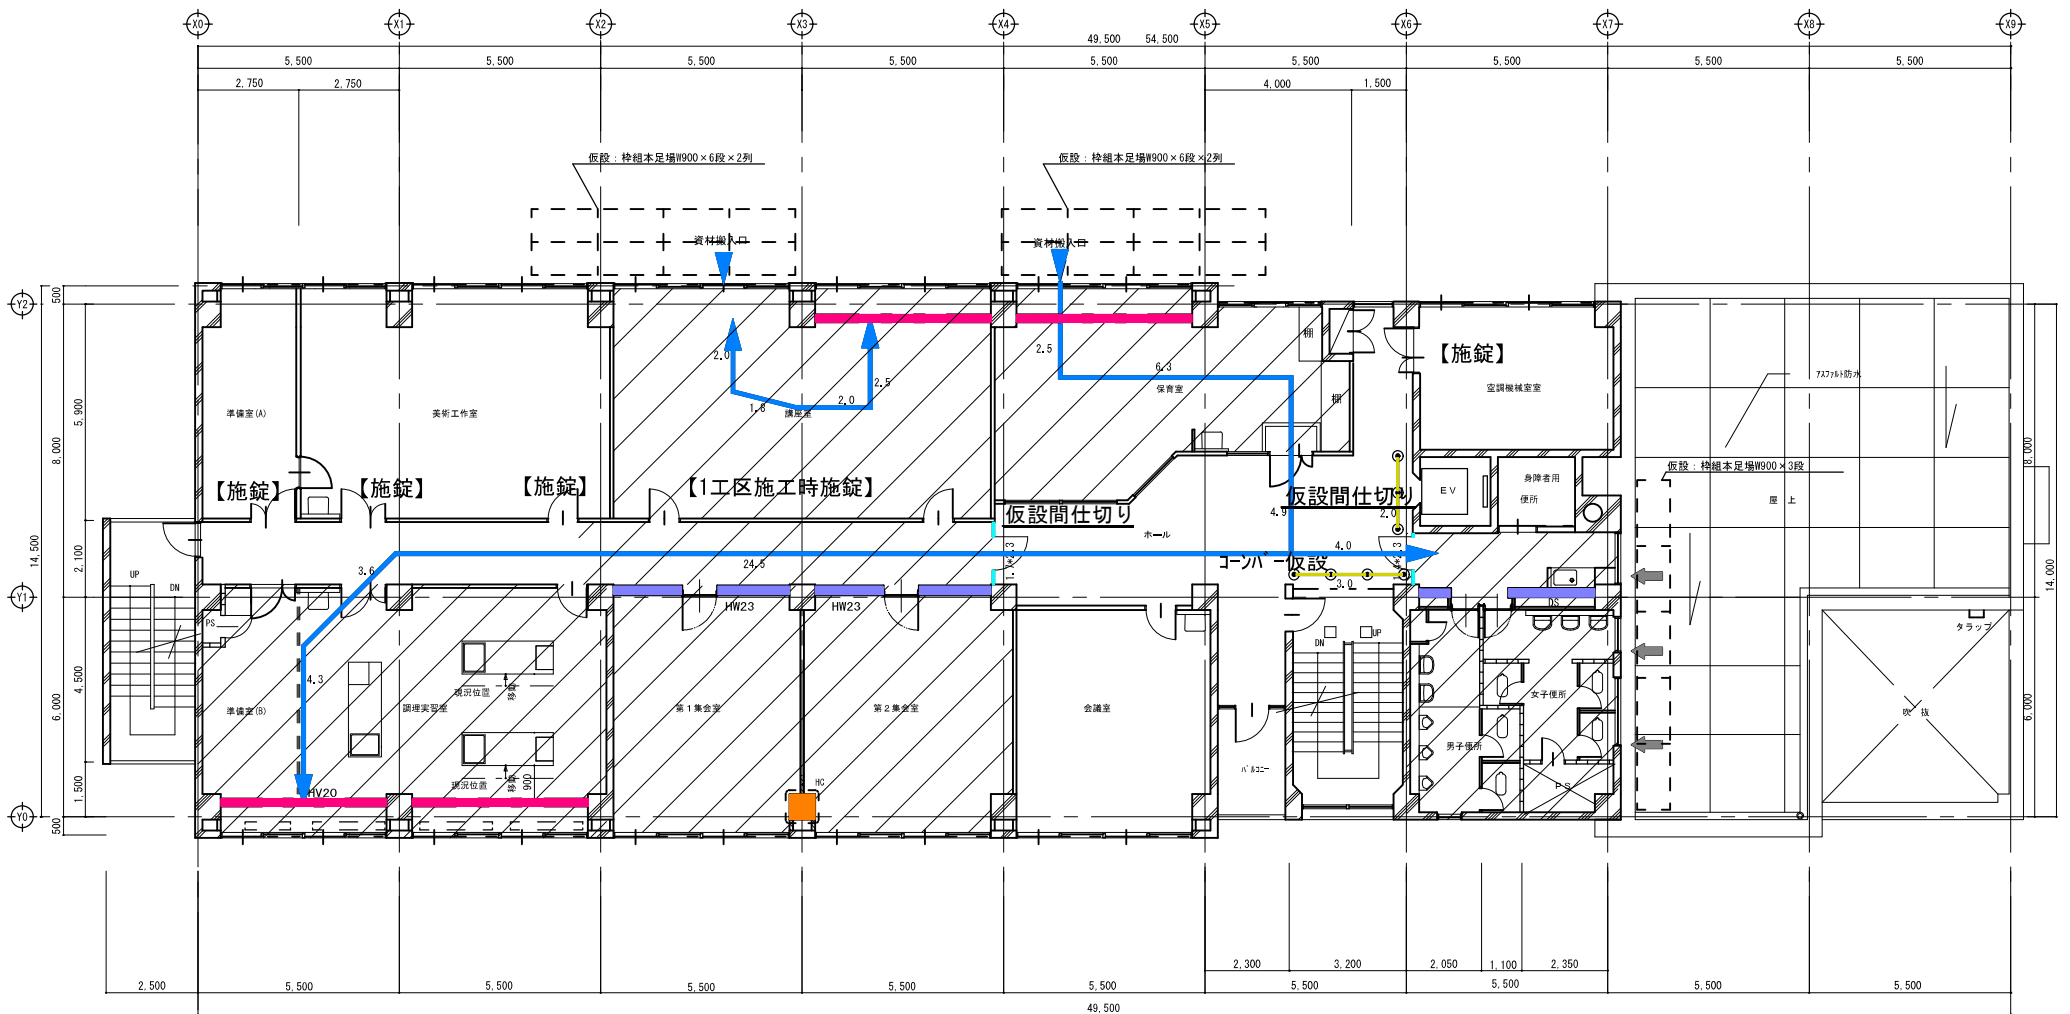 X0 X1 X2 X3 X4 X5 X6 X7 X8 X9
49,500 54,500
5,500 5,500 5,500 5,500 5,500 5,500 5,500 5,500 5,500
2,750 2,750 4,000 1,500
仮設：枠組本足場W900×6段×2列
仮設：枠組本足場W900×6段×2列
資材搬入口
資材搬入口
Y2
500
2.0
2.5
2.5
6.3
棚
【施錠】
空調機械室室
アスファルト防水
保育室
準備室(A)
美術工作室
1.8
2.0
講座室
棚
5,900
8,000
8,000
仮設：枠組本足場W900×3段
【施錠】
【施錠】
【施錠】
【1工区施工時施錠】
仮設間仕切り
仮設間仕切り
EV
身障者用
便所
屋上
4.9
2.0
ホール
2,100
14,500
24.5
3.6
コーンバー仮設
4.0
3.0
14,000
UP
DN
Y1
HW23
HW23
DS
PS
タラップ
DN
UP
4,500
6,000
6,000
4.3
現況位置
移動
準備室(B)
調理実習室
第1集会室
第2集会室
会議室
女子便所
男子便所
吹抜
バルコニー
1,500
現況位置
移動
900
HC
PS
HV20
Y0
500
2,300 3,200 2,050 1,100 2,350
2,500 5,500 5,500 5,500 5,500 5,500 5,500 5,500 5,500 5,500
49,500